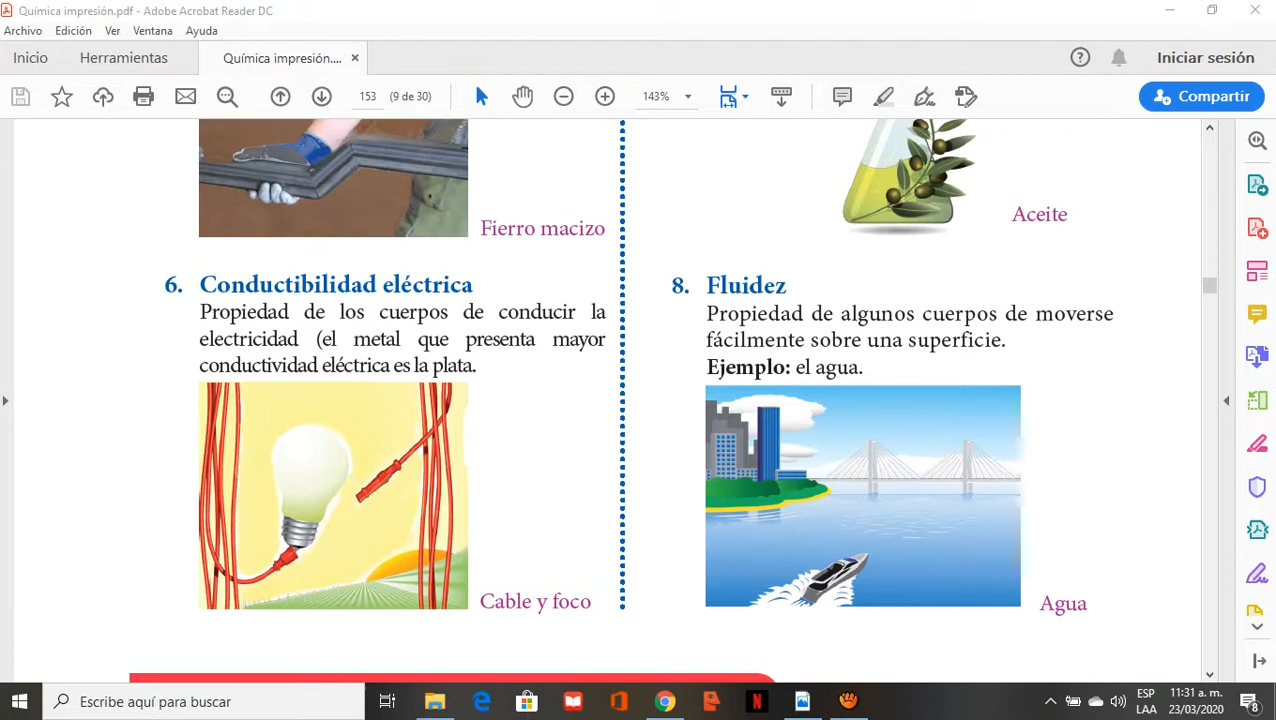 Química impresión.pdf - Adobe Acrobat Reader DC
Archivo Edición Ver Ventana Ayuda
Inicio Herramientas Química impresión.... × Iniciar sesión
153 (9 de 30) 143% Compartir
Fierro macizo
6. Conductibilidad eléctrica
Propiedad de los cuerpos de conducir la
electricidad (el metal que presenta mayor
conductividad eléctrica es la plata.
Cable y foco
Aceite
8. Fluidez
Propiedad de algunos cuerpos de moverse
fácilmente sobre una superficie.
Ejemplo: el agua.
Agua
Escribe aquí para buscar
ESP 11:31 a. m.
LAA 23/03/2020 8